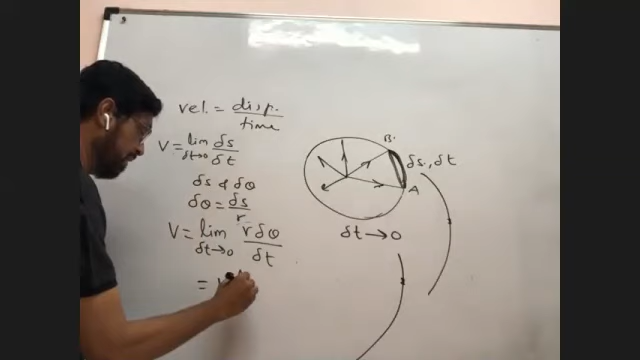 vel. = disp. / time
V = lim δt→0 δs/δt
δs & δθ
δθ = δs/r
V = lim δt→0 rδθ/δt
=
B.
δs, δt
A
δt → 0